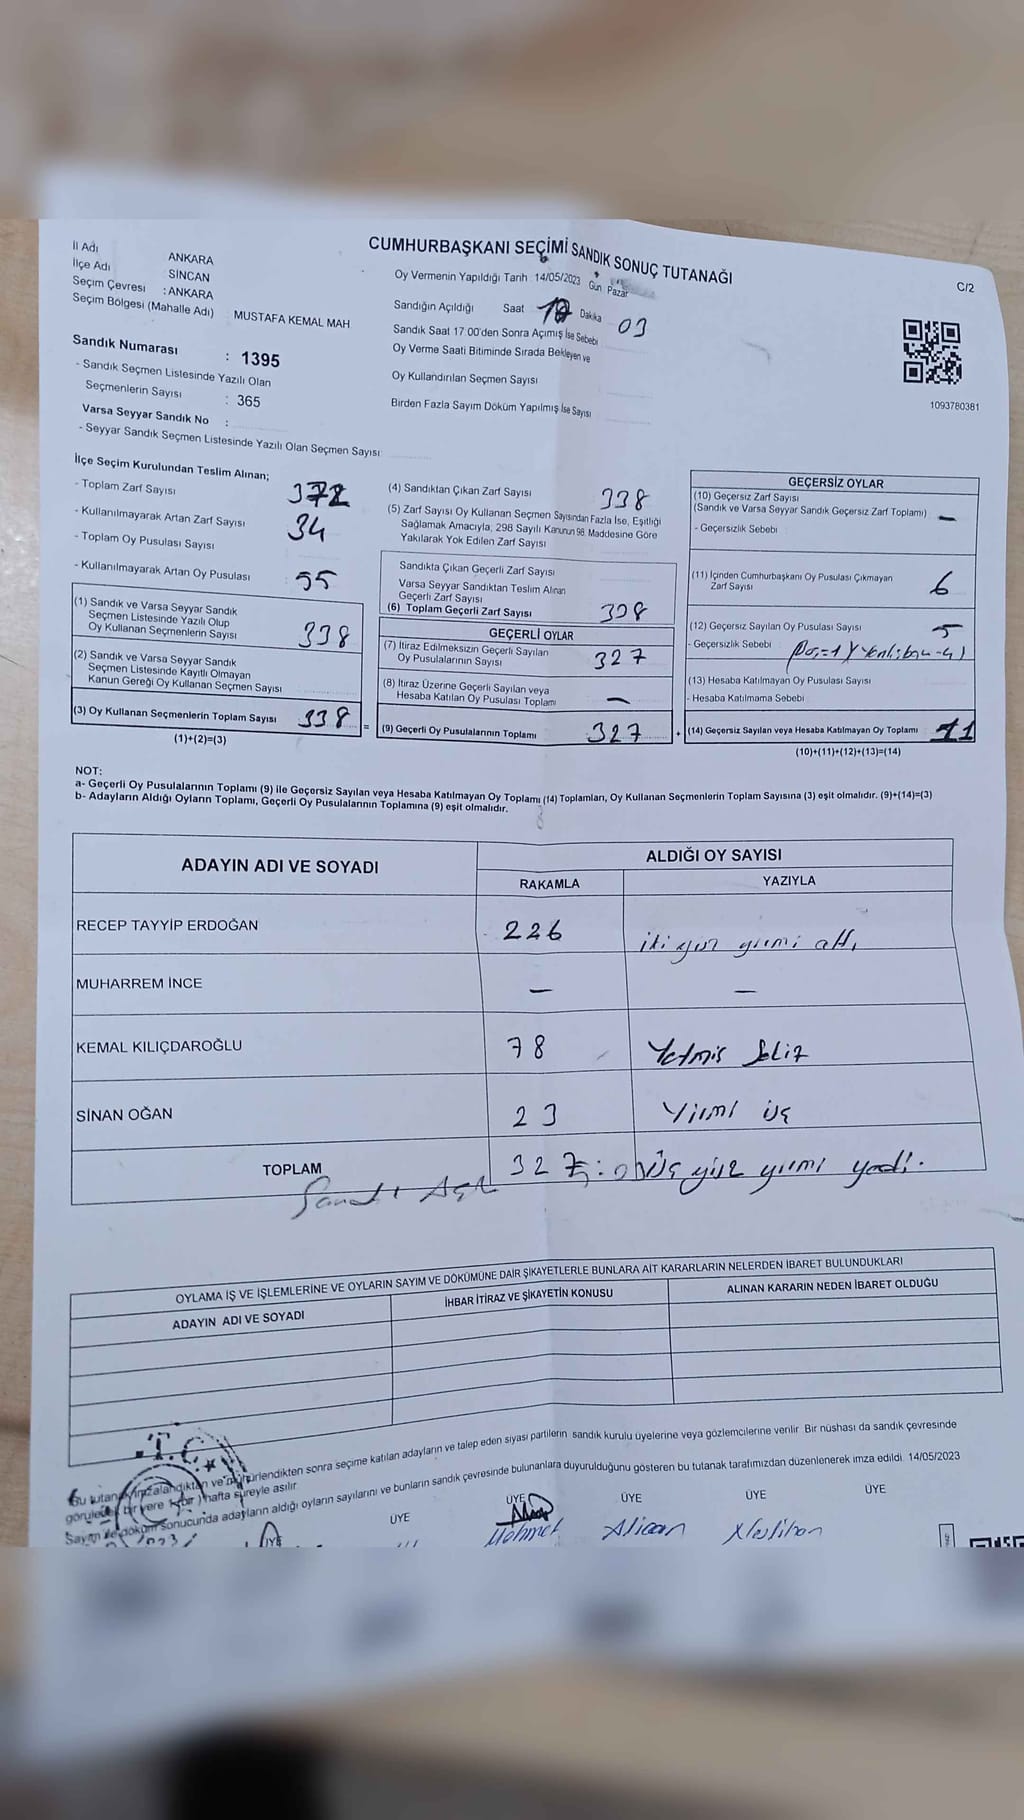 CUMHURBAŞKANI SEÇİMİ SANDIK SONUÇ TUTANAĞI
C/2
İl Adı ANKARA
İlçe Adı SİNCAN
Seçim Çevresi : ANKARA
Seçim Bölgesi (Mahalle Adı) MUSTAFA KEMAL MAH
Sandık Numarası : 1395
- Sandık Seçmen Listesinde Yazılı Olan
Seçmenlerin Sayısı : 365
Varsa Seyyar Sandık No :
- Seyyar Sandık Seçmen Listesinde Yazılı Olan Seçmen Sayısı
Oy Vermenin Yapıldığı Tarih 14/05/2023 Gün Pazar
Sandığın Açıldığı Saat Dakika 03
Sandık Saat 17 00'den Sonra Açımış İse Sebebi
Oy Verme Saati Bitiminde Sırada Bekleyen ve
Oy Kullandırılan Seçmen Sayısı
Birden Fazla Sayım Döküm Yapılmış İse Sayısı
1093780381
İlçe Seçim Kurulundan Teslim Alınan;
- Toplam Zarf Sayısı 372
- Kullanılmayarak Artan Zarf Sayısı 34
- Toplam Oy Pusulası Sayısı
- Kullanılmayarak Artan Oy Pusulası : 55
(1) Sandık ve Varsa Seyyar Sandık
Seçmen Listesinde Yazılı Olup
Oy Kullanan Seçmenlerin Sayısı 338
(2) Sandık ve Varsa Seyyar Sandık
Seçmen Listesinde Kayıtlı Olmayan
Kanun Gereği Oy Kullanan Seçmen Sayısı
(3) Oy Kullanan Seçmenlerin Toplam Sayısı 338 =
(1)+(2)=(3)
(4) Sandıktan Çıkan Zarf Sayısı 338
(5) Zarf Sayısı Oy Kullanan Seçmen Sayısından Fazla İse, Eşitliği
Sağlamak Amacıyla, 298 Sayılı Kanunun 98. Maddesine Göre
Yakılarak Yok Edilen Zarf Sayısı
Sandıkta Çıkan Geçerli Zarf Sayısı
Varsa Seyyar Sandıktan Teslim Alınan
Geçerli Zarf Sayısı
(6) Toplam Geçerli Zarf Sayısı 338
GEÇERLİ OYLAR
(7) İtiraz Edilmeksizin Geçerli Sayılan
Oy Pusulalarının Sayısı 327
(8) İtiraz Üzerine Geçerli Sayılan veya
Hesaba Katılan Oy Pusulası Toplamı —
(9) Geçerli Oy Pusulalarının Toplamı 327 +
GEÇERSİZ OYLAR
(10) Geçersiz Zarf Sayısı
(Sandık ve Varsa Seyyar Sandık Geçersiz Zarf Toplamı) —
- Geçersizlik Sebebi
(11) İçinden Cumhurbaşkanı Oy Pusulası Çıkmayan
Zarf Sayısı 6
(12) Geçersiz Sayılan Oy Pusulası Sayısı 5
- Geçersizlik Sebebi
(13) Hesaba Katılmayan Oy Pusulası Sayısı
- Hesaba Katılmama Sebebi
(14) Geçersiz Sayılan veya Hesaba Katılmayan Oy Toplamı 11
(10)+(11)+(12)+(13)=(14)
NOT:
a- Geçerli Oy Pusulalarının Toplamı (9) ile Geçersiz Sayılan veya Hesaba Katılmayan Oy Toplamı (14) Toplamları, Oy Kullanan Seçmenlerin Toplam Sayısına (3) eşit olmalıdır. (9)+(14)=(3)
b- Adayların Aldığı Oyların Toplamı, Geçerli Oy Pusulalarının Toplamına (9) eşit olmalıdır.
ADAYIN ADI VE SOYADI ALDIĞI OY SAYISI
RAKAMLA YAZIYLA
RECEP TAYYİP ERDOĞAN 226 iki yüz yirmi altı
MUHARREM İNCE — —
KEMAL KILIÇDAROĞLU 78 Yetmiş Sekiz
SİNAN OĞAN 23 Yirmi üç
TOPLAM 327 : üç yüz yirmi yedi.
OYLAMA İŞ VE İŞLEMLERİNE VE OYLARIN SAYIM VE DÖKÜMÜNE DAİR ŞİKAYETLERLE BUNLARA AİT KARARLARIN NELERDEN İBARET BULUNDUKLARI
ADAYIN ADI VE SOYADI İHBAR İTİRAZ VE ŞİKAYETİN KONUSU ALINAN KARARIN NEDEN İBARET OLDUĞU
T.C.
Bu tutanak imzalandıktan ve mühürlendikten sonra seçime katılan adayların ve talep eden siyasi partilerin sandık kurulu üyelerine veya gözlemcilerine verilir. Bir nüshası da sandık çevresinde
görülecek bir yere 1 (bir) hafta süreyle asılır.
Sayım ve döküm sonucunda adayların aldığı oyların sayılarını ve bunların sandık çevresinde bulunanlara duyurulduğunu gösteren bu tutanak tarafımızdan düzenlenerek imza edildi. 14/05/2023
ÜYE ÜYE ÜYE ÜYE ÜYE ÜYE
Mehmet Alican Neslihan